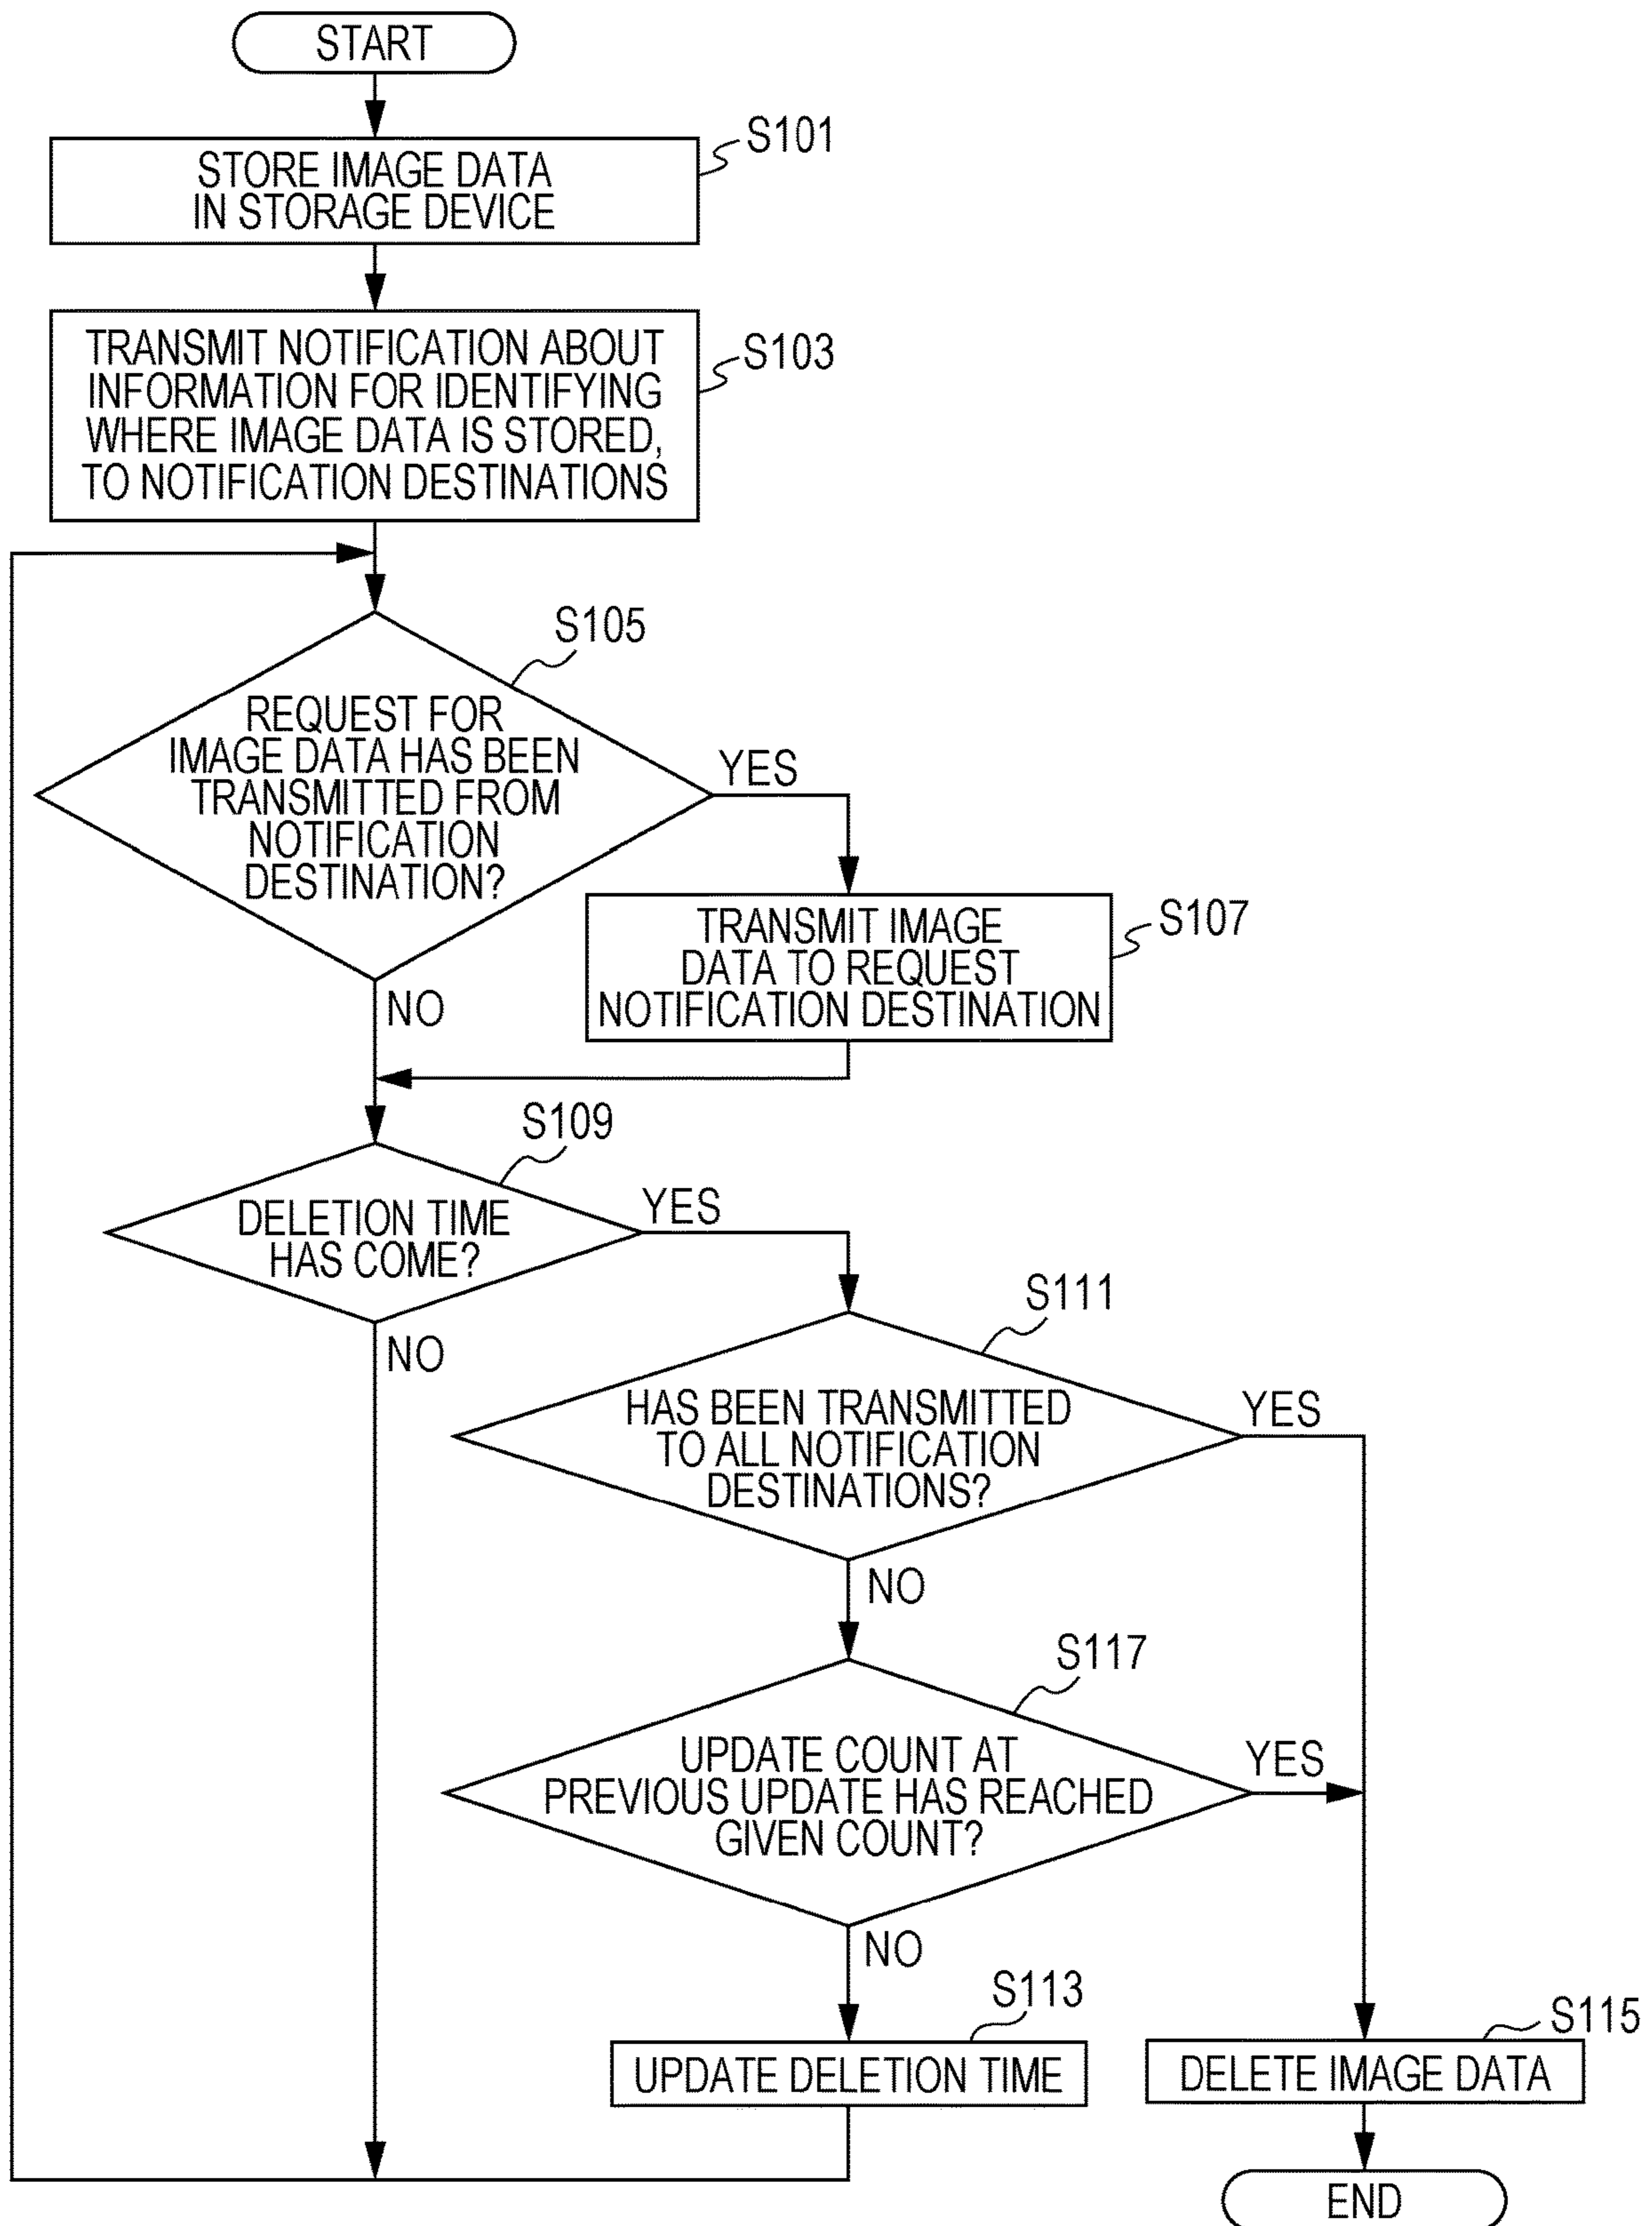 START
S101
STORE IMAGE DATA
IN STORAGE DEVICE
S103
TRANSMIT NOTIFICATION ABOUT
INFORMATION FOR IDENTIFYING
WHERE IMAGE DATA IS STORED,
TO NOTIFICATION DESTINATIONS
S105
REQUEST FOR
IMAGE DATA HAS BEEN
TRANSMITTED FROM
NOTIFICATION
DESTINATION?
YES
NO
S107
TRANSMIT IMAGE
DATA TO REQUEST
NOTIFICATION DESTINATION
S109
DELETION TIME
HAS COME?
YES
NO
S111
HAS BEEN TRANSMITTED
TO ALL NOTIFICATION
DESTINATIONS?
YES
NO
S117
UPDATE COUNT AT
PREVIOUS UPDATE HAS REACHED
GIVEN COUNT?
YES
NO
S113
UPDATE DELETION TIME
S115
DELETE IMAGE DATA
END